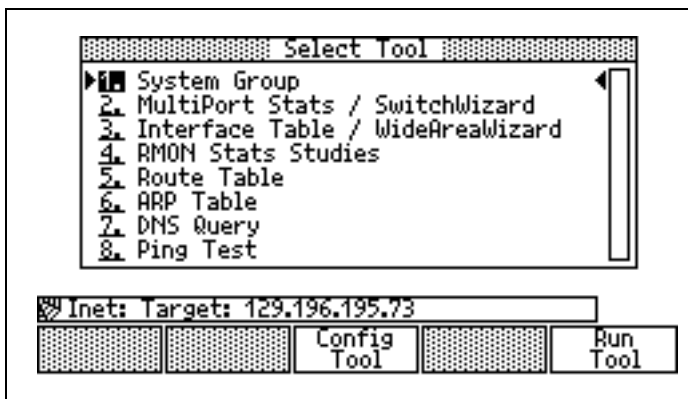 Select Tool
1. System Group
2. MultiPort Stats / SwitchWizard
3. Interface Table / WideAreaWizard
4. RMON Stats Studies
5. Route Table
6. ARP Table
7. DNS Query
8. Ping Test
Inet: Target: 129.196.195.73
Config Tool
Run Tool